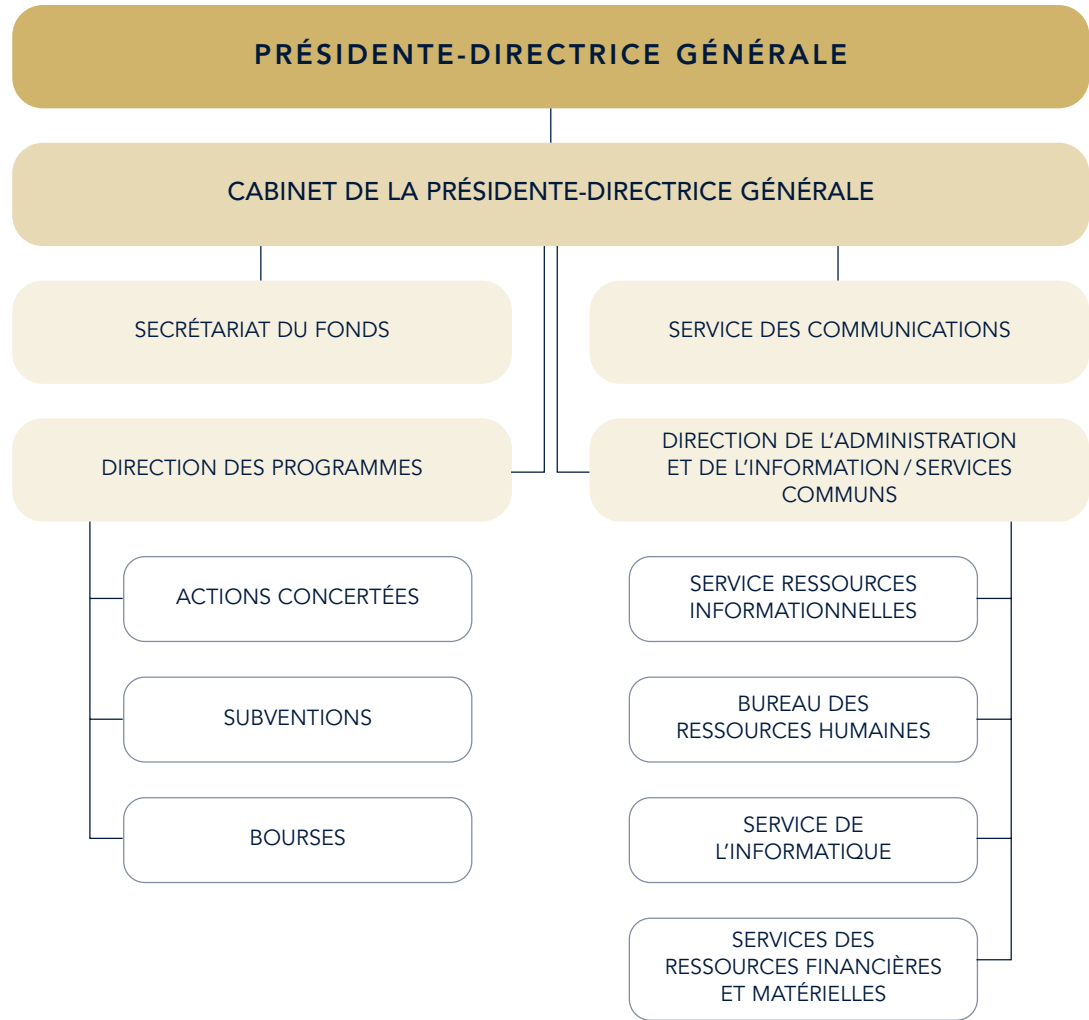 PRÉSIDENTE-DIRECTRICE GÉNÉRALE
CABINET DE LA PRÉSIDENTE-DIRECTRICE GÉNÉRALE
SECRÉTARIAT DU FONDS
SERVICE DES COMMUNICATIONS
DIRECTION DES PROGRAMMES
DIRECTION DE L’ADMINISTRATION
ET DE L’INFORMATION / SERVICES
COMMUNS
ACTIONS CONCERTÉES
SUBVENTIONS
BOURSES
SERVICE RESSOURCES
INFORMATIONNELLES
BUREAU DES
RESSOURCES HUMAINES
SERVICE DE
L’INFORMATIQUE
SERVICES DES
RESSOURCES FINANCIÈRES
ET MATÉRIELLES